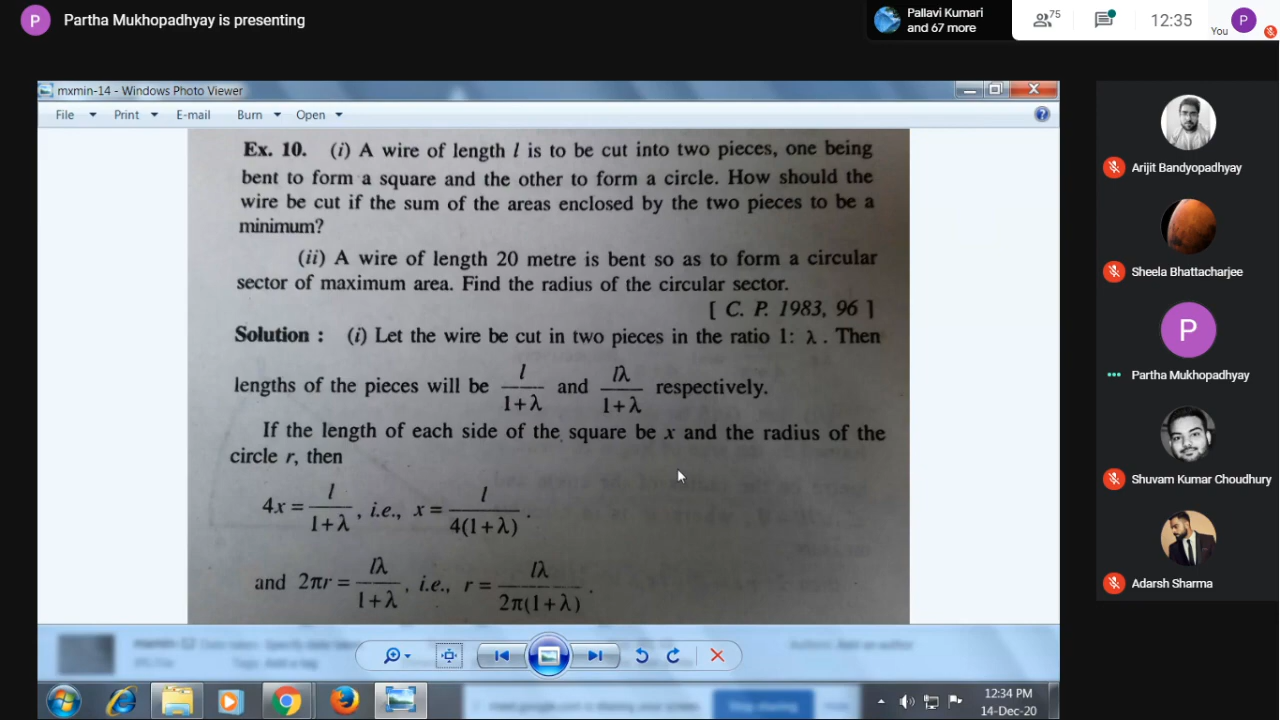 P Partha Mukhopadhyay is presenting
Pallavi Kumari
and 67 more
75
12:35
You
P
mxmin-14 - Windows Photo Viewer
File Print E-mail Burn Open
Ex. 10. (i) A wire of length l is to be cut into two pieces, one being
bent to form a square and the other to form a circle. How should the
wire be cut if the sum of the areas enclosed by the two pieces to be a
minimum?
(ii) A wire of length 20 metre is bent so as to form a circular
sector of maximum area. Find the radius of the circular sector.
[ C. P. 1983, 96 ]
Solution : (i) Let the wire be cut in two pieces in the ratio 1: λ . Then
lengths of the pieces will be l/1+λ and lλ/1+λ respectively.
If the length of each side of the square be x and the radius of the
circle r, then
4x = l/1+λ , i.e., x = l/4(1+λ) .
and 2πr = lλ/1+λ , i.e., r = lλ/2π(1+λ) .
Arijit Bandyopadhyay
Sheela Bhattacharjee
P
Partha Mukhopadhyay
Shuvam Kumar Choudhury
Adarsh Sharma
Stop sharing
12:34 PM
14-Dec-20